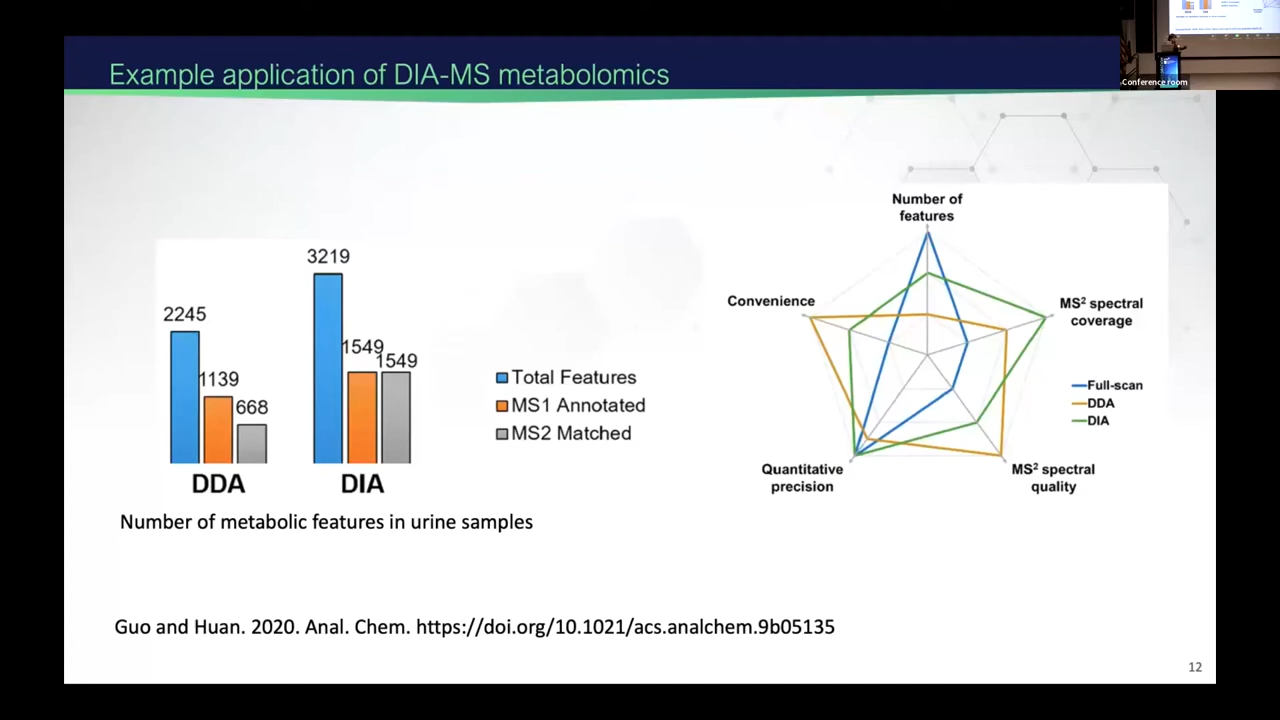 Example application of DIA-MS metabolomics
Conference room
3219
2245
1139
668
1549
1549
DDA
DIA
Total Features
MS1 Annotated
MS2 Matched
Number of metabolic features in urine samples
Number of
features
Convenience
MS² spectral
coverage
Full-scan
DDA
DIA
Quantitative
precision
MS² spectral
quality
Guo and Huan. 2020. Anal. Chem. https://doi.org/10.1021/acs.analchem.9b05135
12